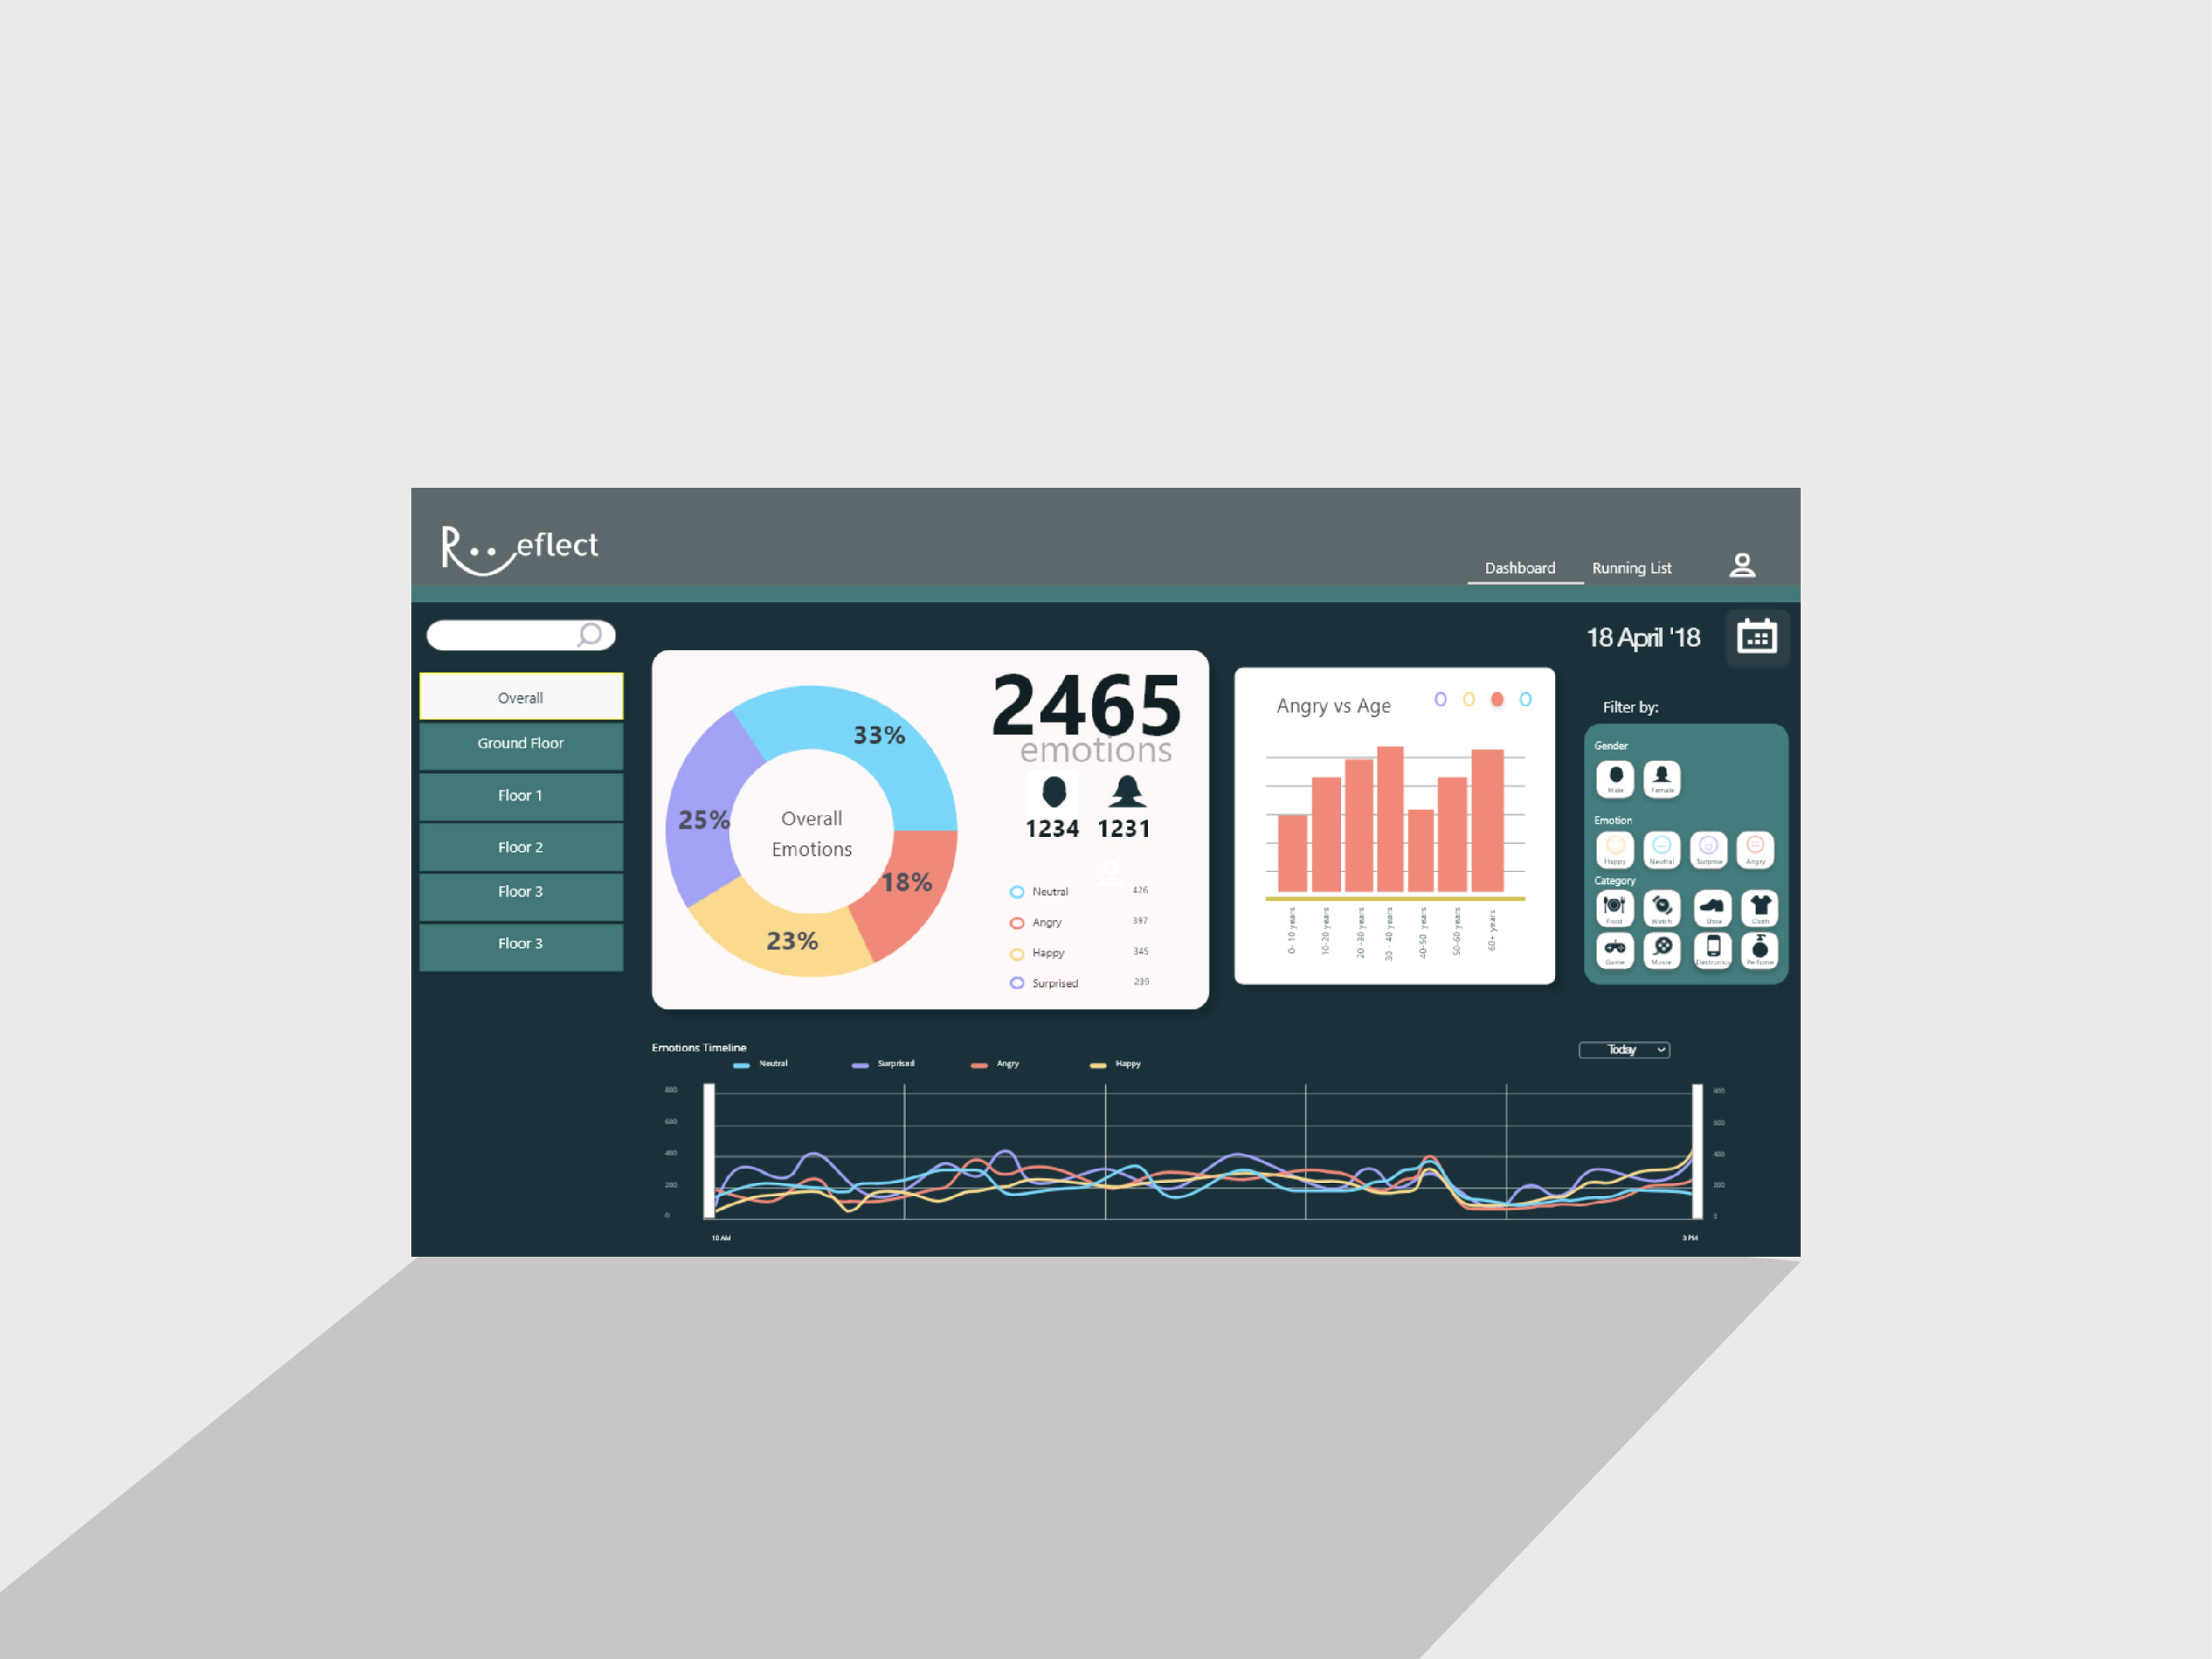 R..eflect
Dashboard
Running List
18 April '18
Overall
Ground Floor
Floor 1
Floor 2
Floor 3
Floor 3
33%
25%
18%
23%
Overall
Emotions
2465
emotions
1234 1231
Neutral 426
Angry 397
Happy 345
Surprised 239
Angry vs Age
0-10 years
10-20 years
20 -30 years
30 - 40 years
40-50 years
50-60 years
60+ years
Filter by:
Gender
Male Female
Emotion
Happy Neutral Surprise Angry
Category
Food Watch Shoe Cloth
Game Movie Electronics Perfume
Emotions Timeline
Neutral Surprised Angry Happy
Today
800
600
400
200
0
800
600
400
200
0
10 AM
3 PM